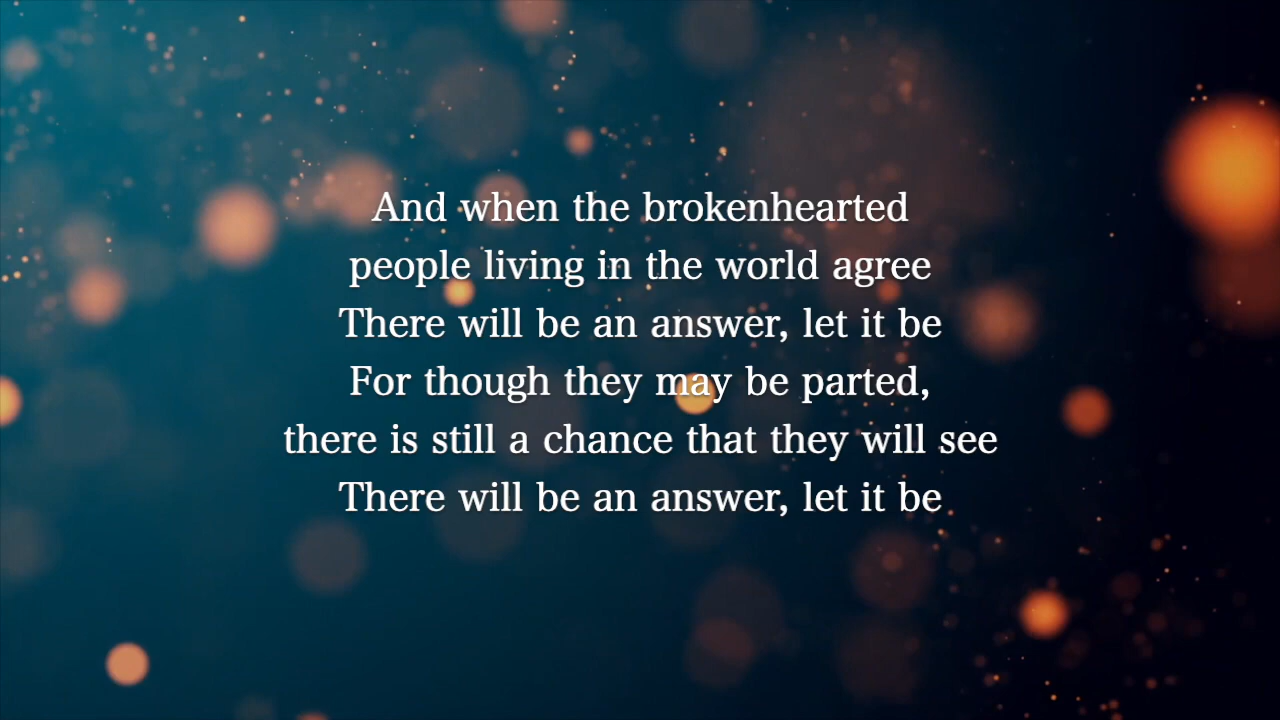 And when the brokenhearted
people living in the world agree
There will be an answer, let it be
For though they may be parted,
there is still a chance that they will see
There will be an answer, let it be